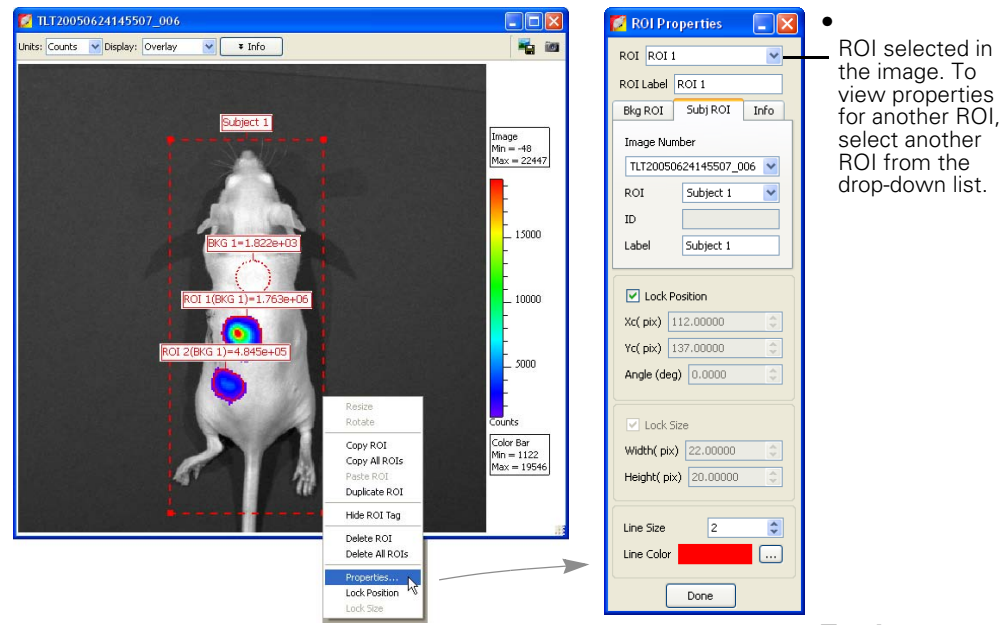 TLT20050624145507_006
Units: Counts Display: Overlay Info
Subject 1
BKG 1=1.822e+03
ROI 1(BKG 1)=1.763e+06
ROI 2(BKG 1)=4.845e+05
Image
Min = -48
Max = 22447
15000
10000
5000
Counts
Color Bar
Min = 1122
Max = 19546
Resize
Rotate
Copy ROI
Copy All ROIs
Paste ROI
Duplicate ROI
Hide ROI Tag
Delete ROI
Delete All ROIs
Properties...
Lock Position
Lock Size
ROI Properties
ROI ROI 1
ROI Label ROI 1
Bkg ROI Subj ROI Info
Image Number
TLT20050624145507_006
ROI Subject 1
ID
Label Subject 1
Lock Position
Xc( pix) 112.00000
Yc( pix) 137.00000
Angle (deg) 0.0000
Lock Size
Width( pix) 22.00000
Height( pix) 20.00000
Line Size 2
Line Color ...
Done
• ROI selected in
the image. To
view properties
for another ROI,
select another
ROI from the
drop-down list.